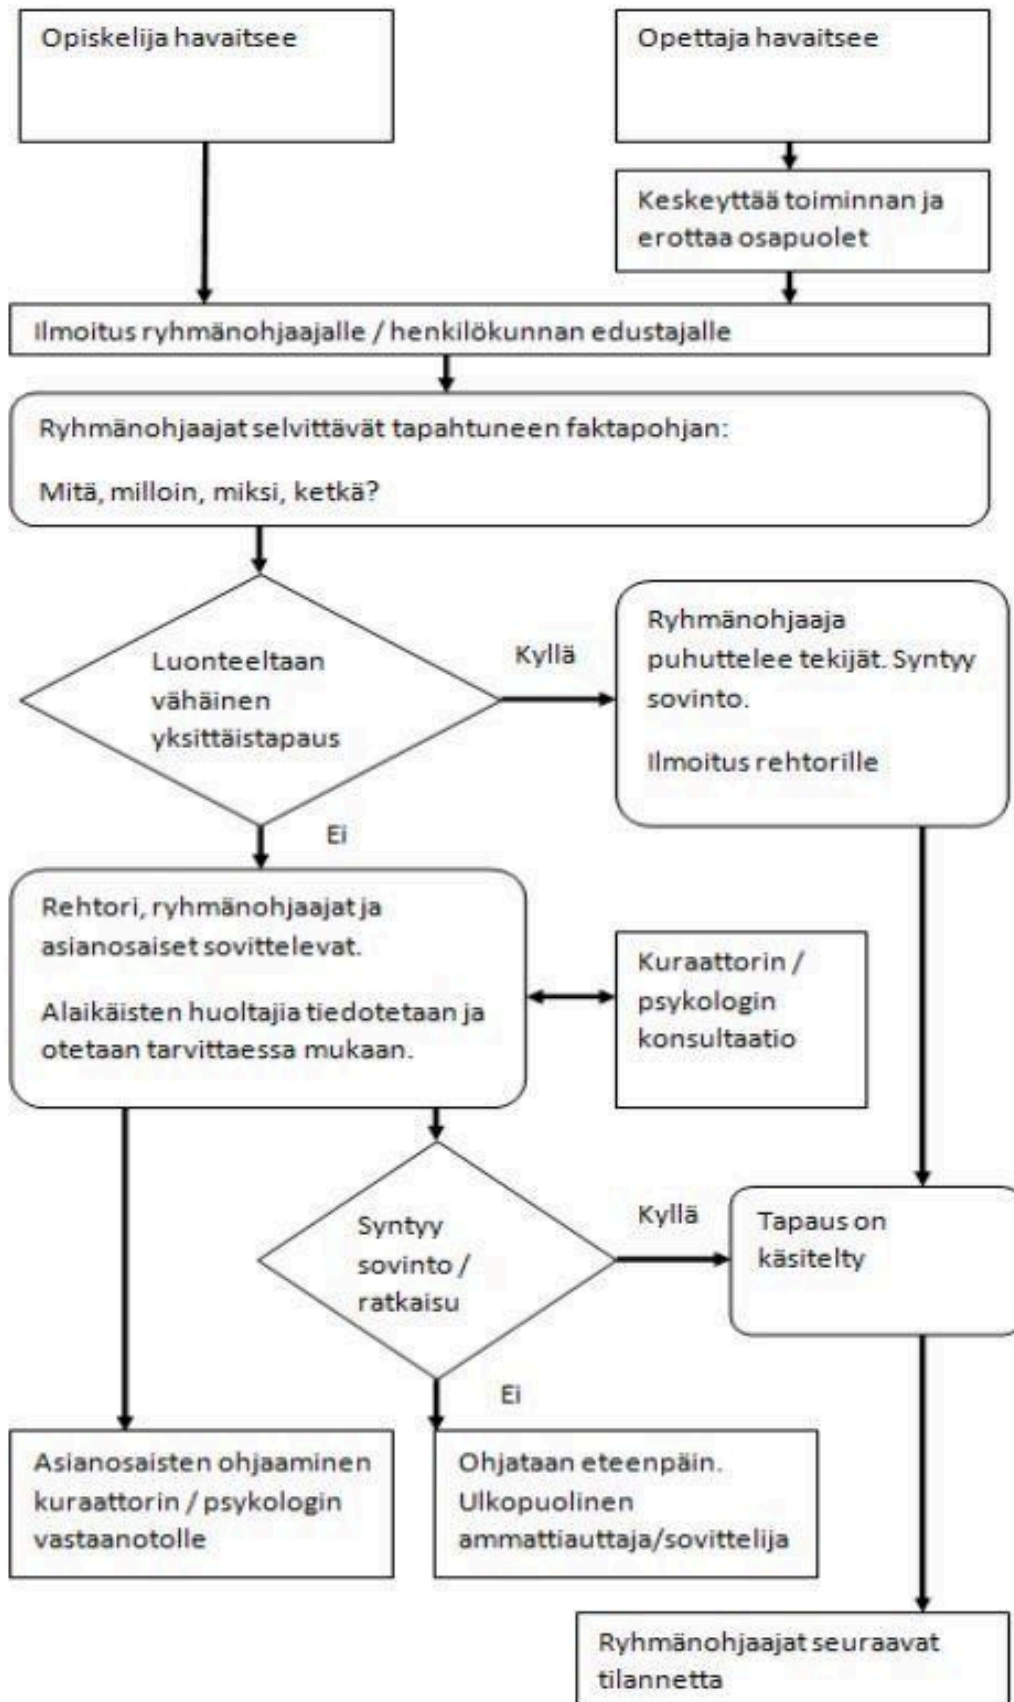 Opiskelija havaitsee
Opettaja havaitsee
Keskeyttää toiminnan ja
erottaa osapuolet
Ilmoitus ryhmänohjaajalle / henkilökunnan edustajalle
Ryhmänohjaajat selvittävät tapahtuneen faktapohjan:
Mitä, milloin, miksi, ketkä?
Luonteeltaan
vähäinen
yksittäistapaus
Kyllä
Ryhmänohjaaja
puhuttelee tekijät. Syntyy
sovinto.
Ilmoitus rehtorille
Ei
Rehtori, ryhmänohjaajat ja
asianosaiset sovittelevat.
Alaikäisten huoltajia tiedotetaan ja
otetaan tarvittaessa mukaan.
Kuraattorin /
psykologin
konsultaatio
Syntyy
sovinto /
ratkaisu
Kyllä
Tapaus on
käsitelty
Ei
Asianosaisten ohjaaminen
kuraattorin / psykologin
vastaanotolle
Ohjataan eteenpäin.
Ulkopuolinen
ammattiauttaja/sovittelija
Ryhmänohjaajat seuraavat
tilannetta